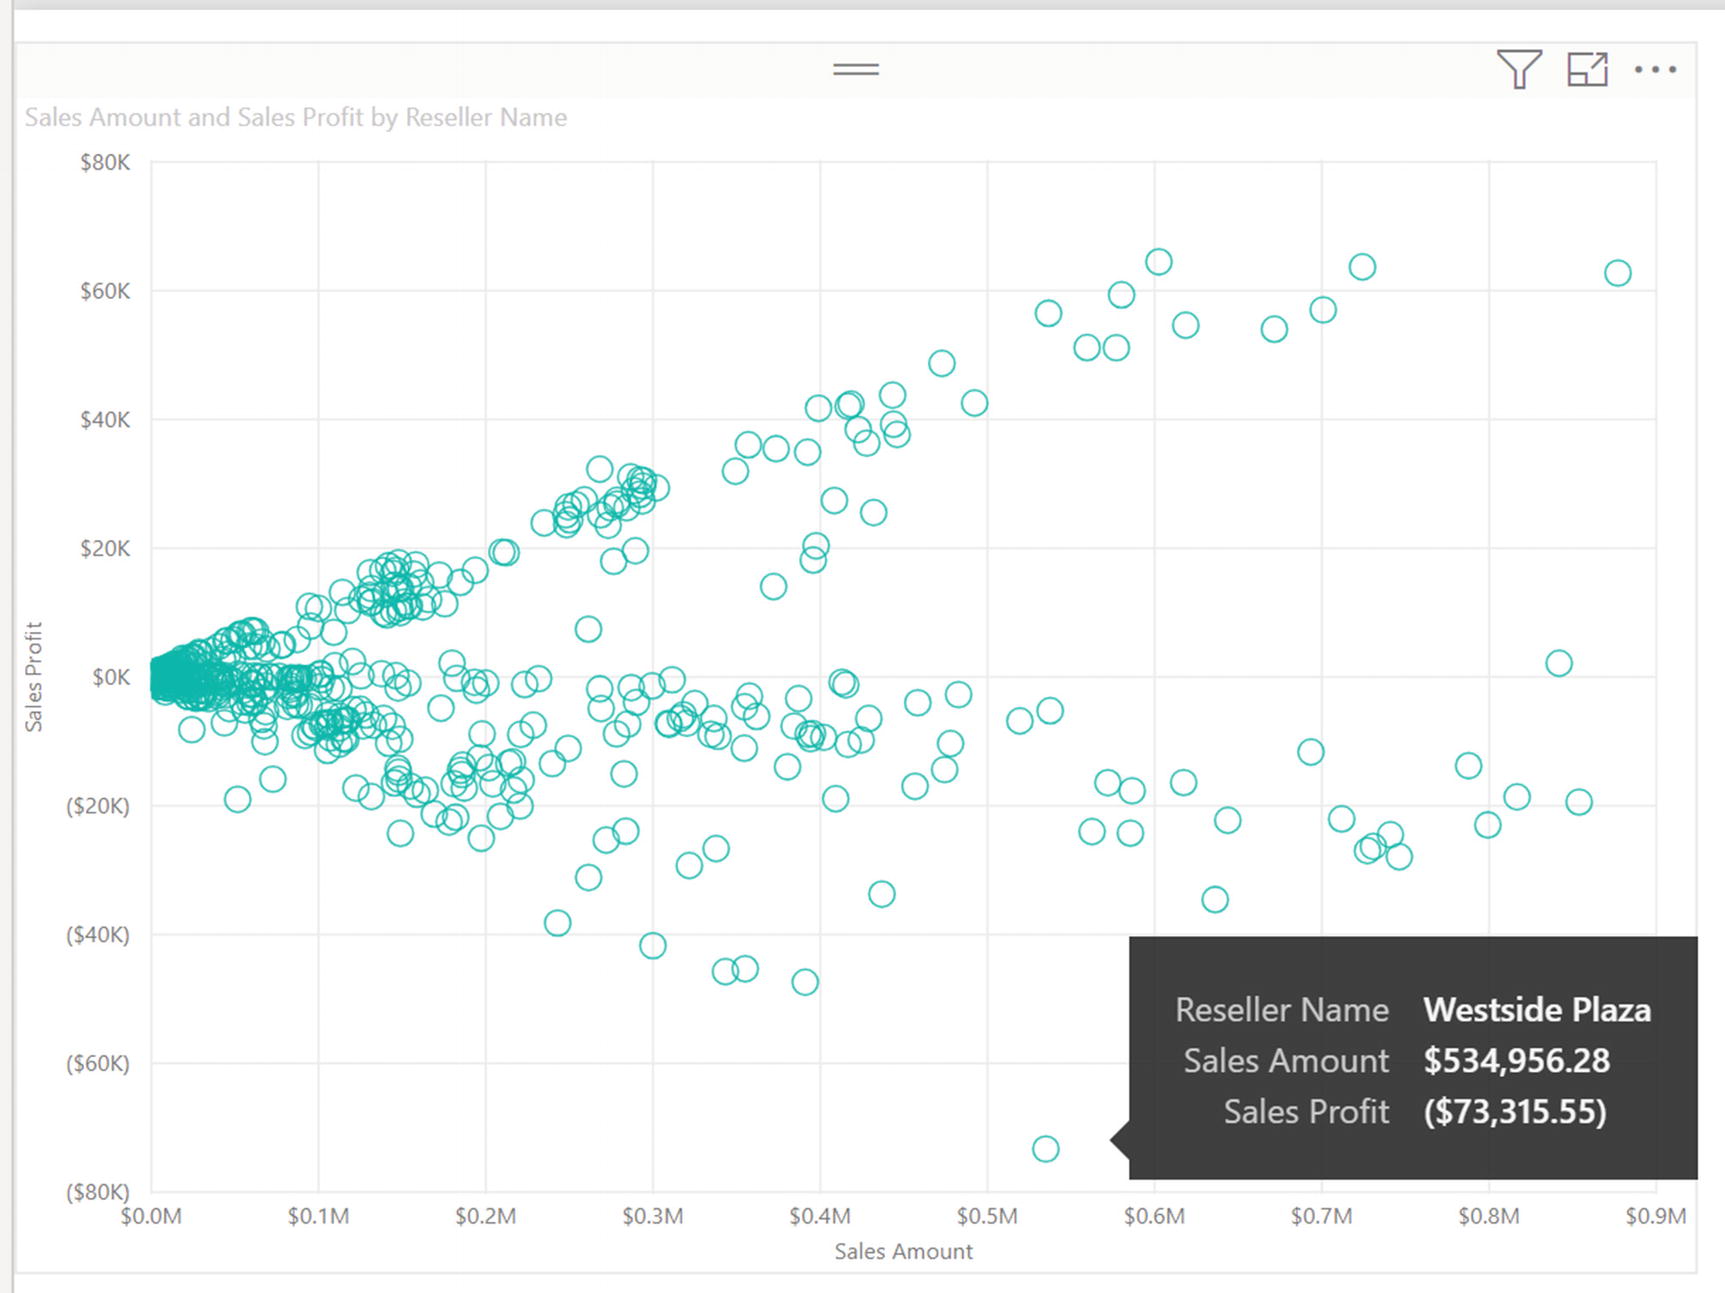 Sales Amount and Sales Profit by Reseller Name
$80K
$60K
$40K
$20K
$0K
($20K)
($40K)
($60K)
($80K)
Sales Profit
Reseller Name Westside Plaza
Sales Amount $534,956.28
Sales Profit ($73,315.55)
$0.0M $0.1M $0.2M $0.3M $0.4M $0.5M $0.6M $0.7M $0.8M $0.9M
Sales Amount